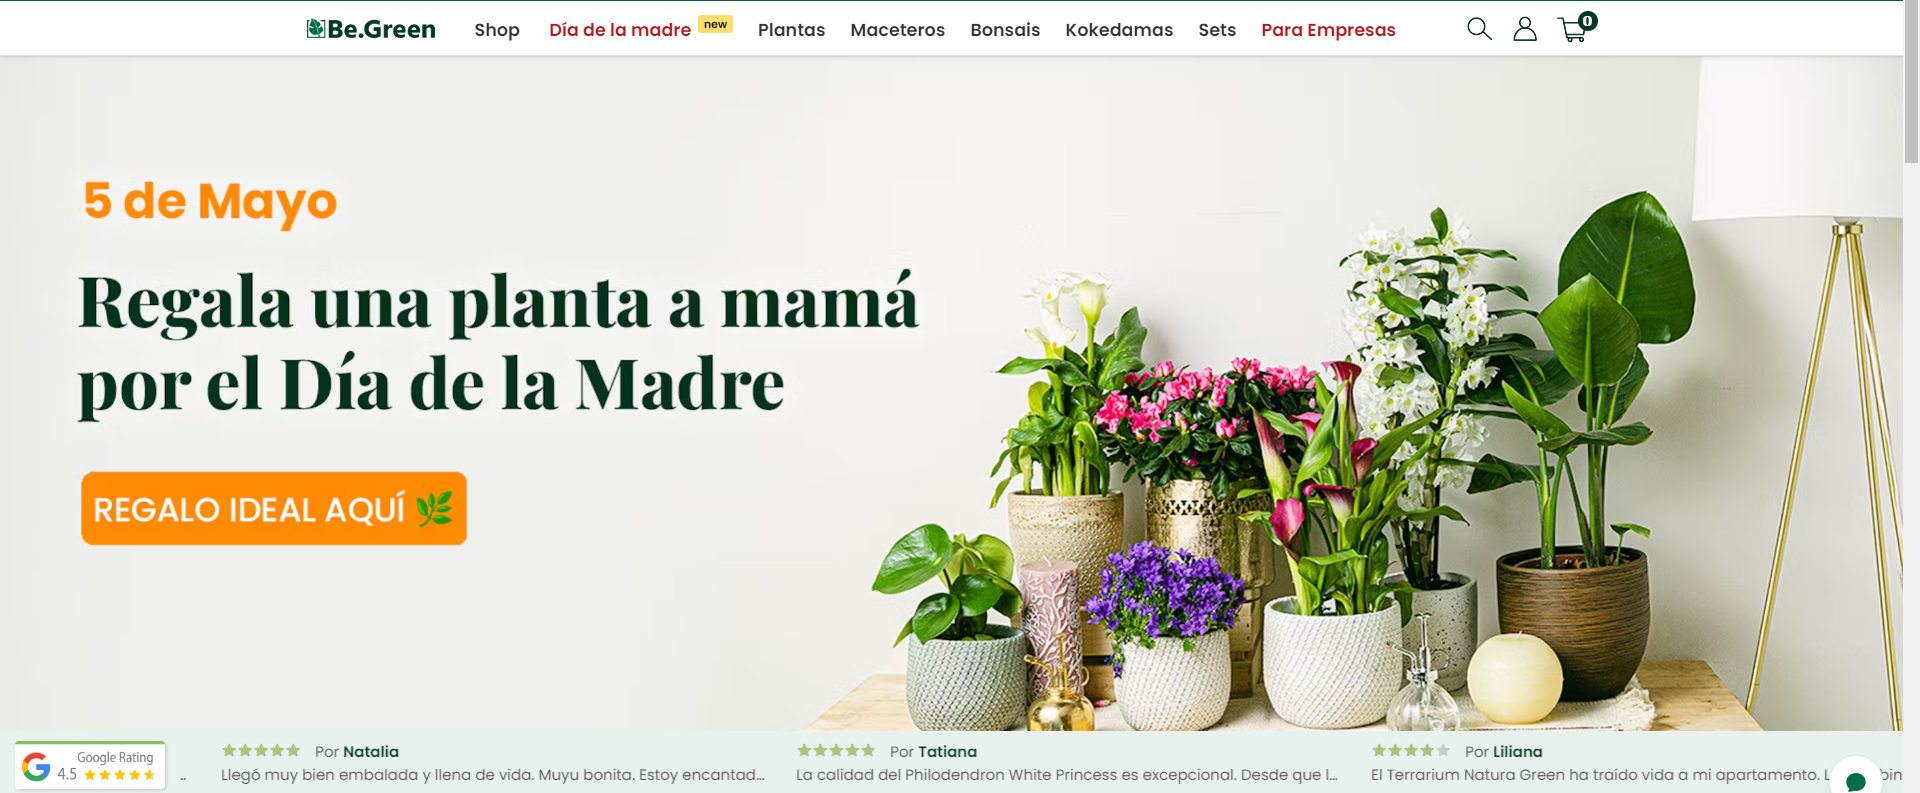 Be.Green
Shop
Día de la madre
new
Plantas
Maceteros
Bonsais
Kokedamas
Sets
Para Empresas
0
5 de Mayo
Regala una planta a mamá
por el Día de la Madre
REGALO IDEAL AQUÍ
Google Rating
4.5
..
Por Natalia
Llegó muy bien embalada y llena de vida. Muyu bonita. Estoy encantad...
Por Tatiana
La calidad del Philodendron White Princess es excepcional. Desde que l...
Por Liliana
El Terrarium Natura Green ha traído vida a mi apartamento.